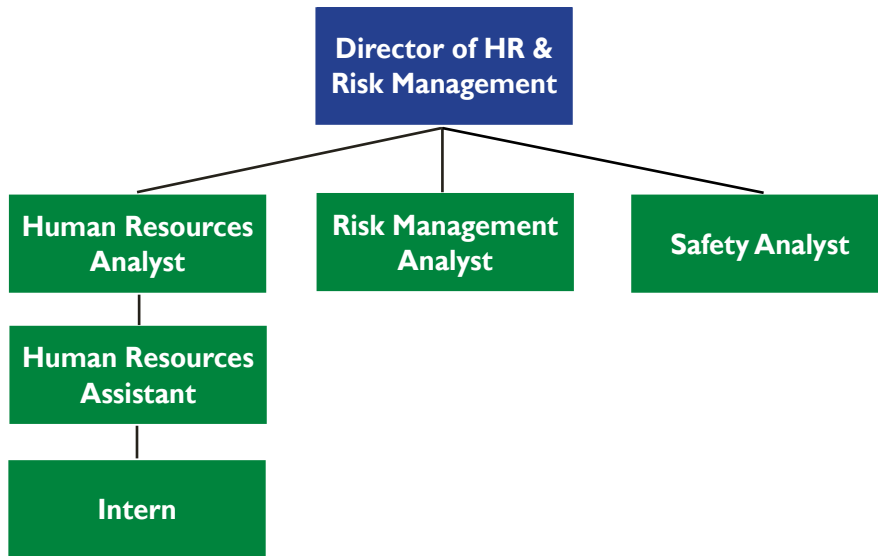 Director of HR &
Risk Management
Human Resources
Analyst
Risk Management
Analyst
Safety Analyst
Human Resources
Assistant
Intern